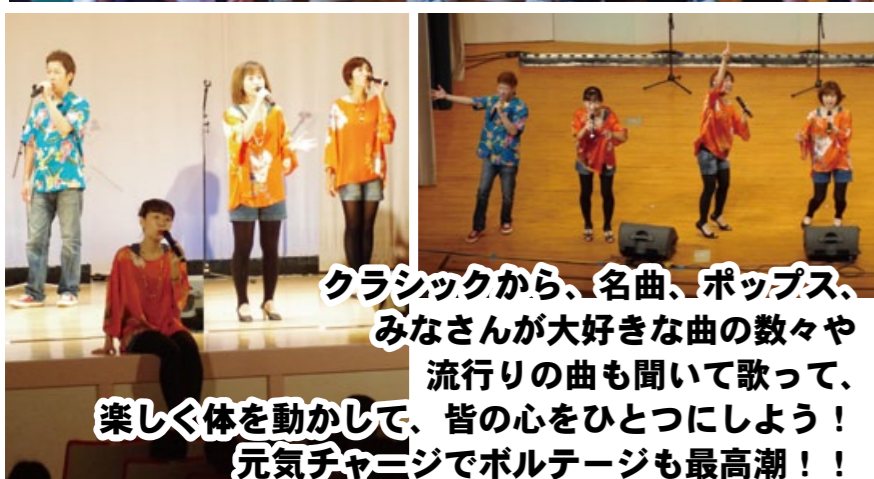 クラシックから、名曲、ポップス、
みなさんが大好きな曲の数々や
流行りの曲も聞いて歌って、
楽しく体を動かして、皆の心をひとつにしよう！
元気チャージでボルテージも最高潮！！